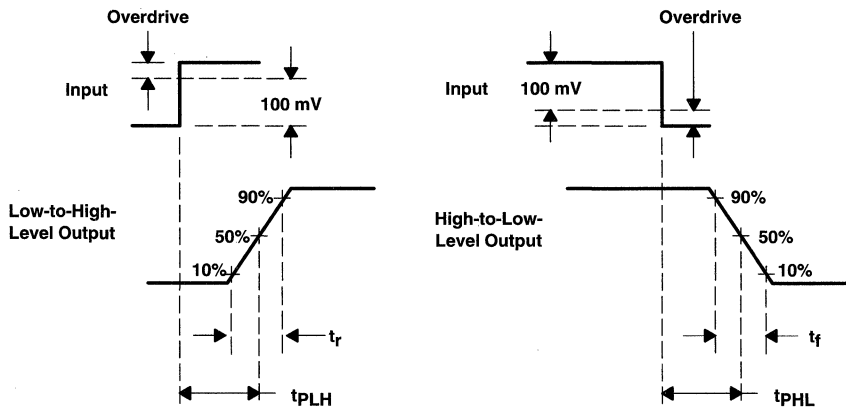 Overdrive
Input
100 mV
Low-to-High-
Level Output
90%
50%
10%
tr
tPLH
Overdrive
Input
100 mV
High-to-Low-
Level Output
90%
50%
10%
tf
tPHL